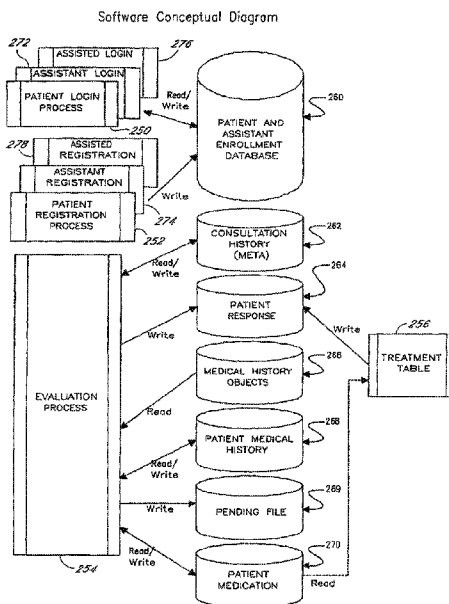 Software Conceptual Diagram
272
276
ASSISTED LOGIN
ASSISTANT LOGIN
PATIENT LOGIN
PROCESS
250
Read/
Write
260
PATIENT AND
ASSISTANT
ENROLLMENT
DATABASE
278
ASSISTED
REGISTRATION
ASSISTANT
REGISTRATION
PATIENT
REGISTRATION
PROCESS
274
252
Write
CONSULTATION
HISTORY
(META)
262
Read/
Write
264
PATIENT
RESPONSE
Write
Write
256
TREATMENT
TABLE
266
MEDICAL HISTORY
OBJECTS
Read
EVALUATION
PROCESS
268
PATIENT MEDICAL
HISTORY
Read/
Write
269
PENDING FILE
Write
270
PATIENT
MEDICATION
Read/
Write
Read
254